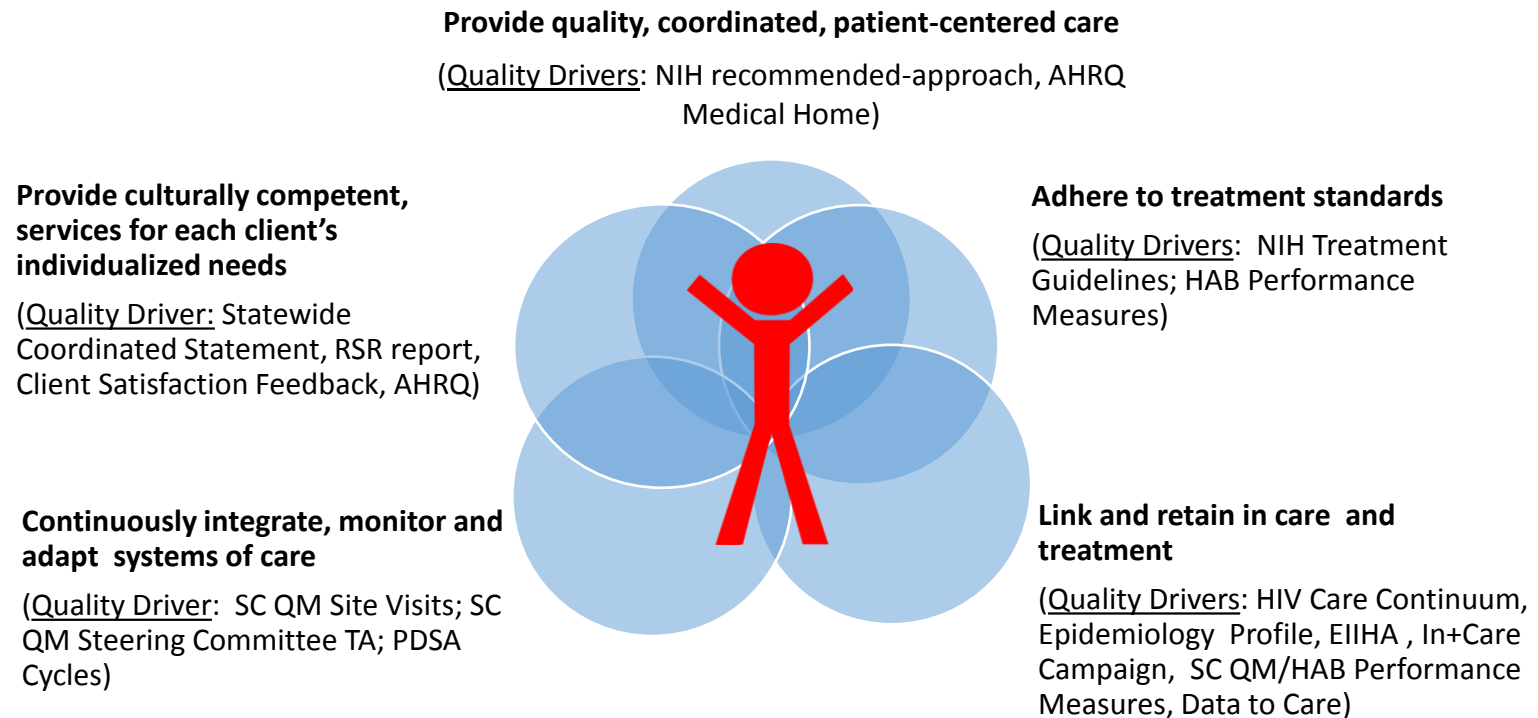 Provide quality, coordinated, patient-centered care
(Quality Drivers: NIH recommended-approach, AHRQ
Medical Home)
Provide culturally competent,
services for each client's
individualized needs
(Quality Driver: Statewide
Coordinated Statement, RSR report,
Client Satisfaction Feedback, AHRQ)
Adhere to treatment standards
(Quality Drivers:  NIH Treatment
Guidelines; HAB Performance
Measures)
Continuously integrate, monitor and
adapt  systems of care
(Quality Driver:  SC QM Site Visits; SC
QM Steering Committee TA; PDSA
Cycles)
Link and retain in care  and
treatment
(Quality Drivers: HIV Care Continuum,
Epidemiology  Profile, EIIHA , In+Care
Campaign,  SC QM/HAB Performance
Measures, Data to Care)